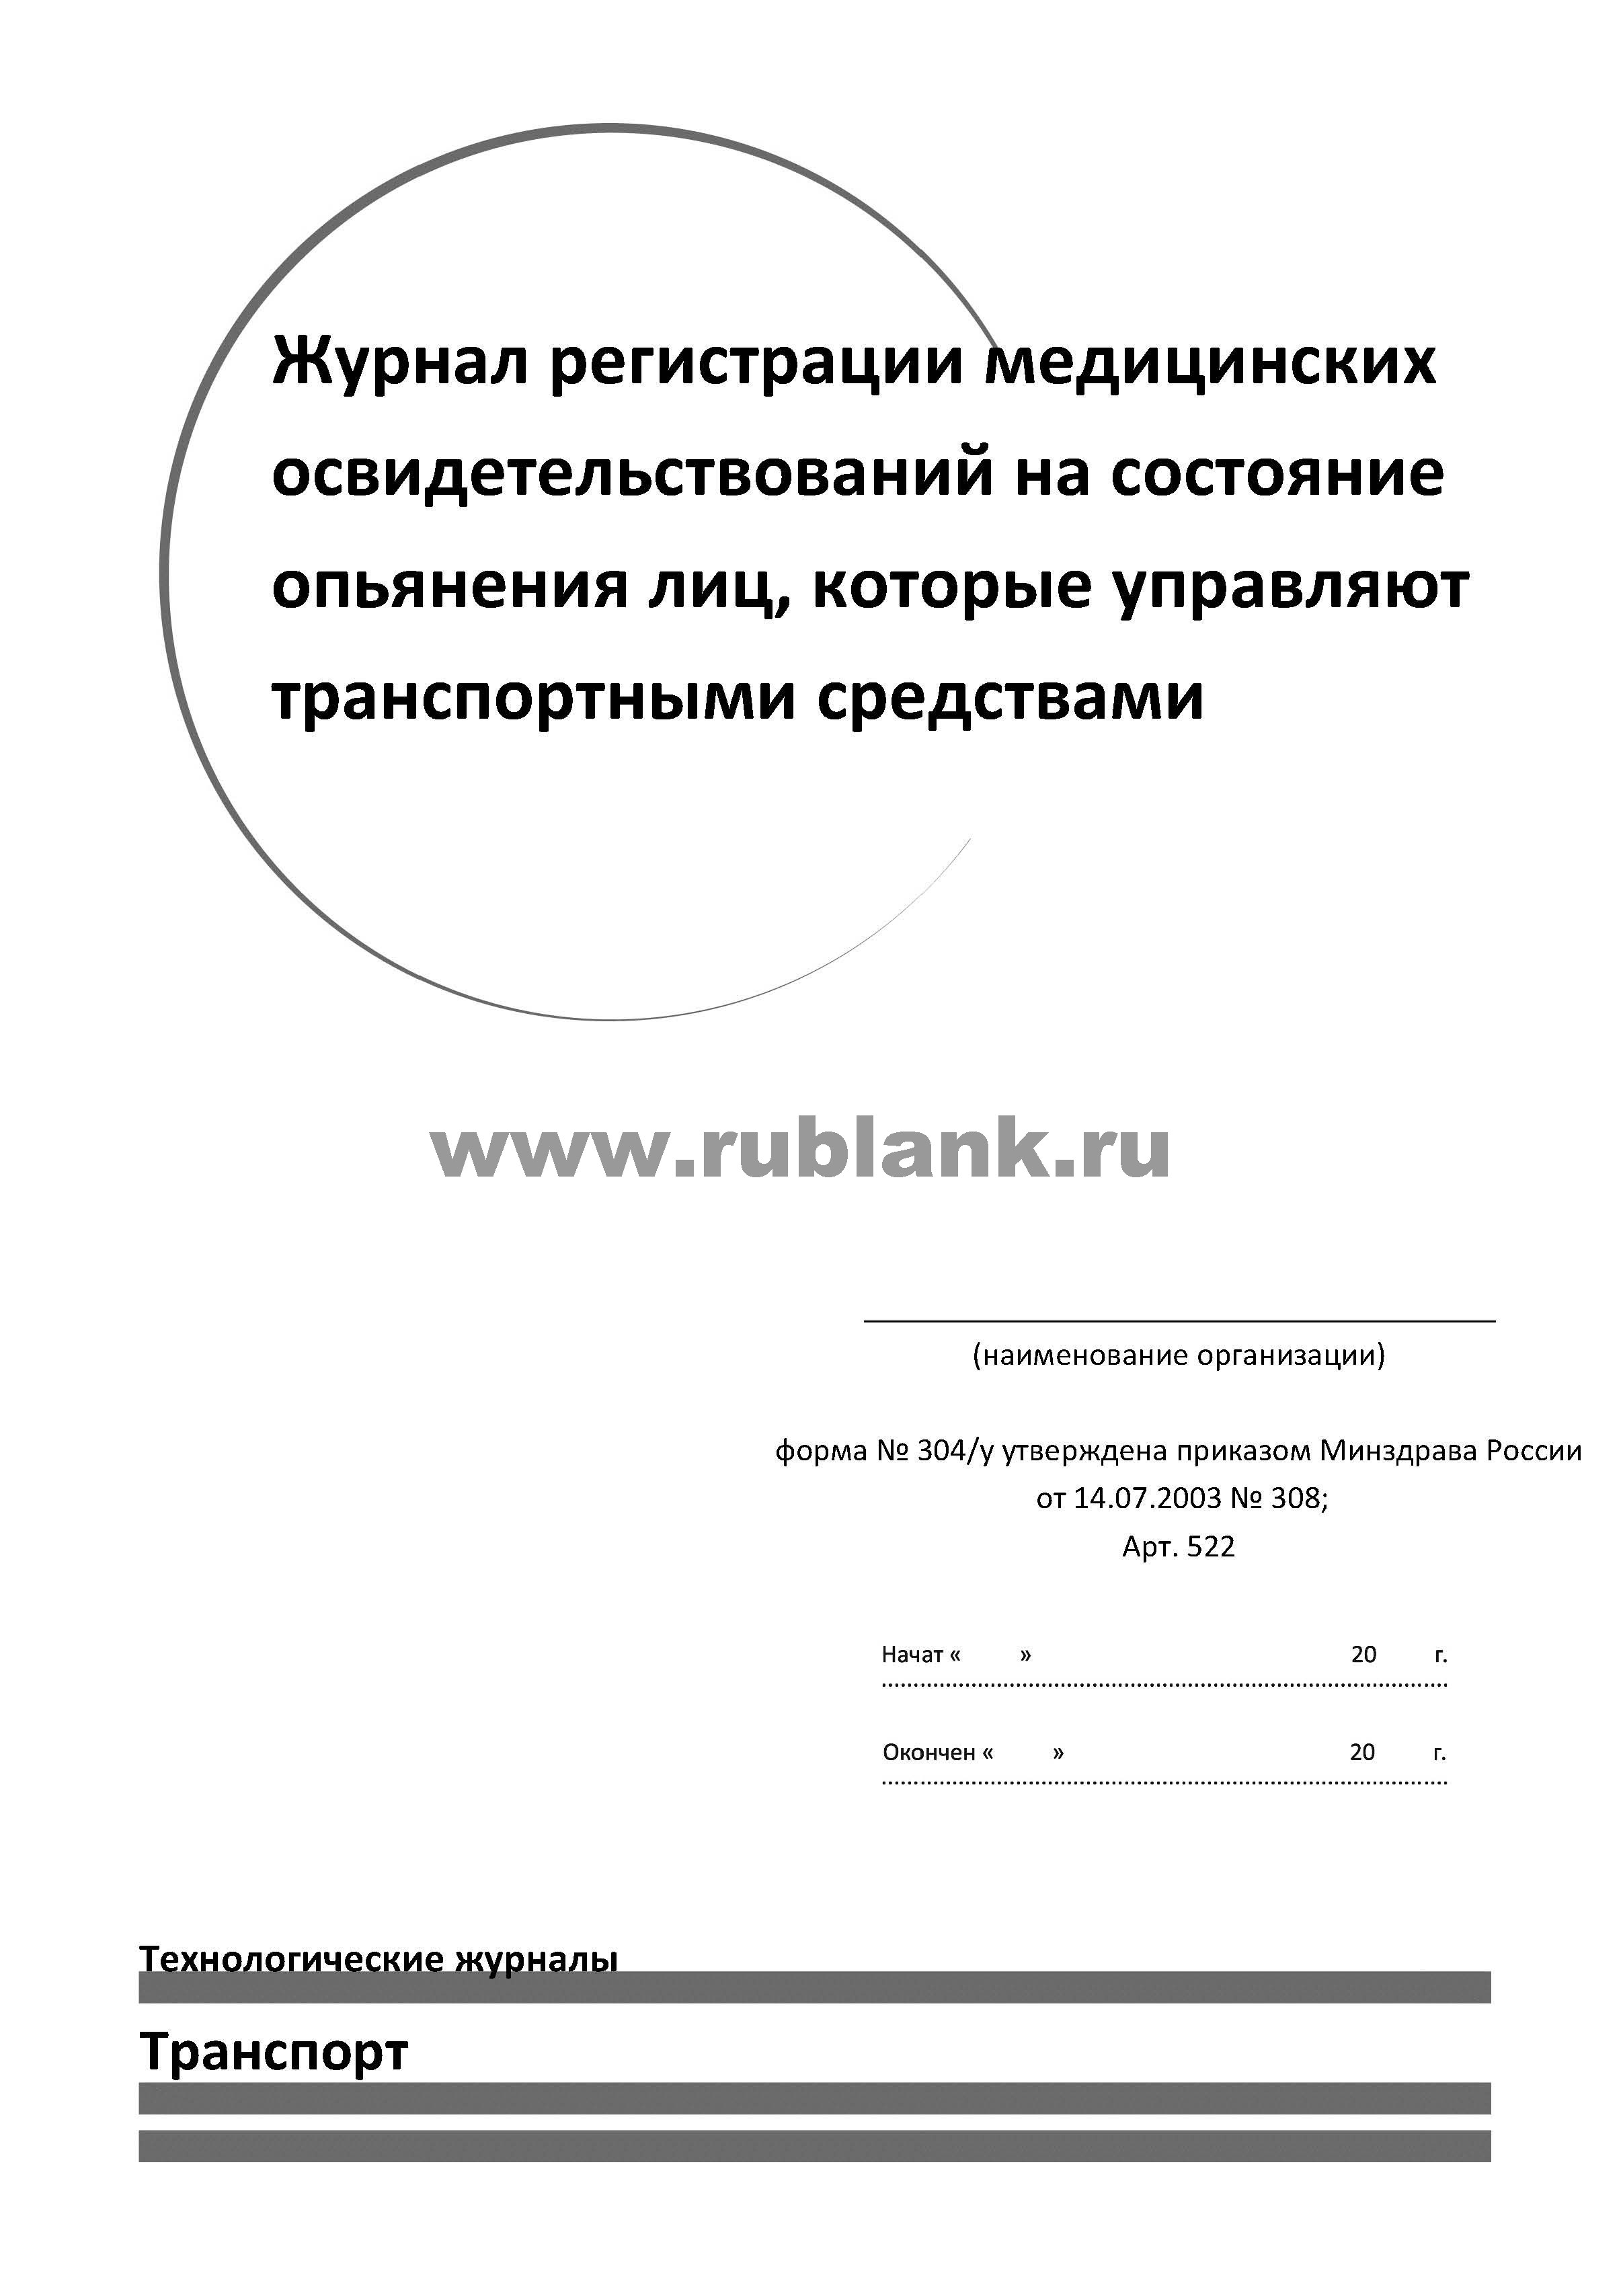 Журнал регистрации медицинских
освидетельствований на состояние
опьянения лиц, которые управляют
транспортными средствами
www.rublank.ru
(наименование организации)
форма № 304/у утверждена приказом Минздрава России
от 14.07.2003 № 308;
Арт. 522
Начат « » 20 г.
Окончен « » 20 г.
Технологические журналы
Транспорт